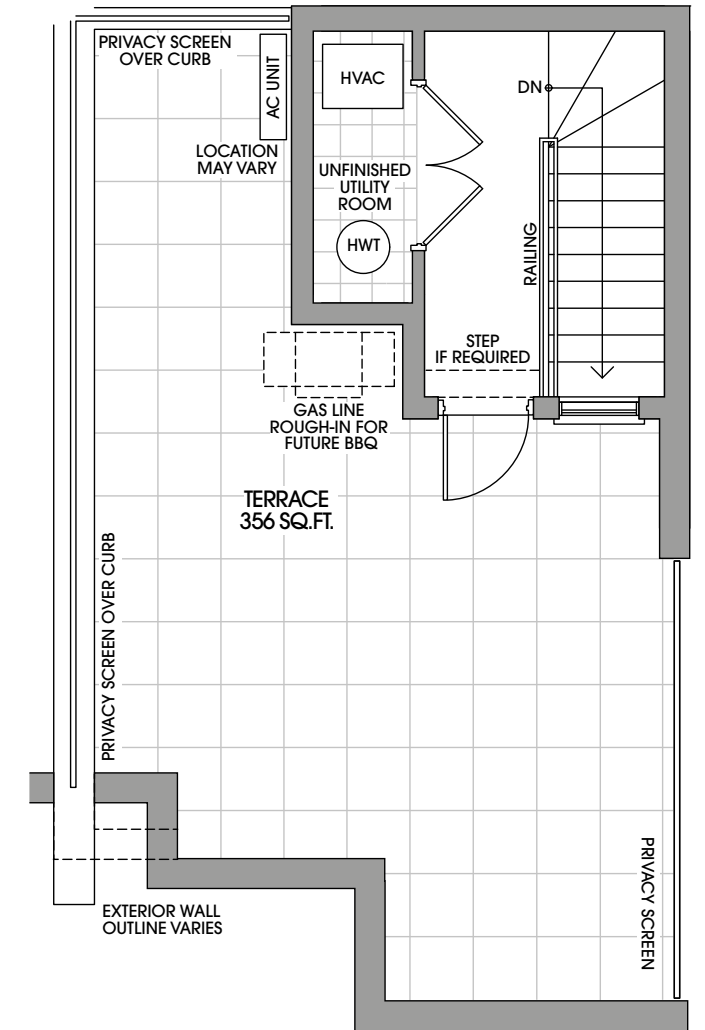 PRIVACY SCREEN
OVER CURB
AC UNIT
HVAC
DN
LOCATION
MAY VARY
UNFINISHED
UTILITY
ROOM
HWT
RAILING
STEP
IF REQUIRED
GAS LINE
ROUGH-IN FOR
FUTURE BBQ
TERRACE
356 SQ.FT.
PRIVACY SCREEN OVER CURB
PRIVACY SCREEN
EXTERIOR WALL
OUTLINE VARIES